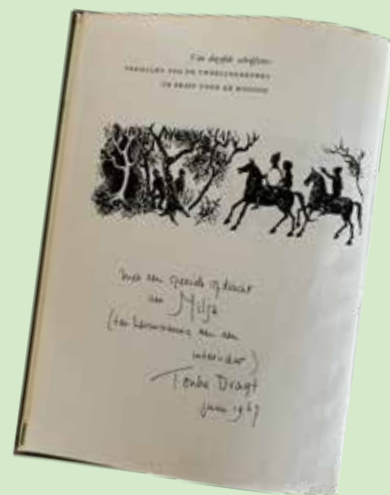 Van dezelfde schrijfster:
VERHALEN VAN DE TWEELINGBROERS
DE BRIEF VOOR DE KONING
met een speciale opdracht
aan Milja
(ter herinnering aan een
interview)
Tonke Dragt
juni 1969